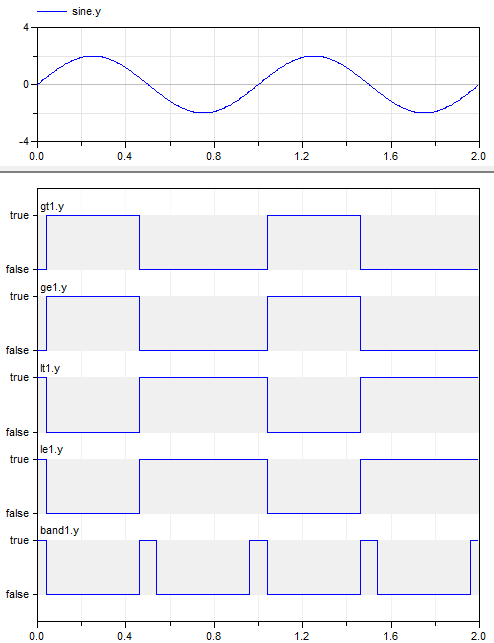 sine.y
4
0
-4
0.0 0.4 0.8 1.2 1.6 2.0
gt1.y
true
false
ge1.y
true
false
lt1.y
true
false
le1.y
true
false
band1.y
true
false
0.0 0.4 0.8 1.2 1.6 2.0